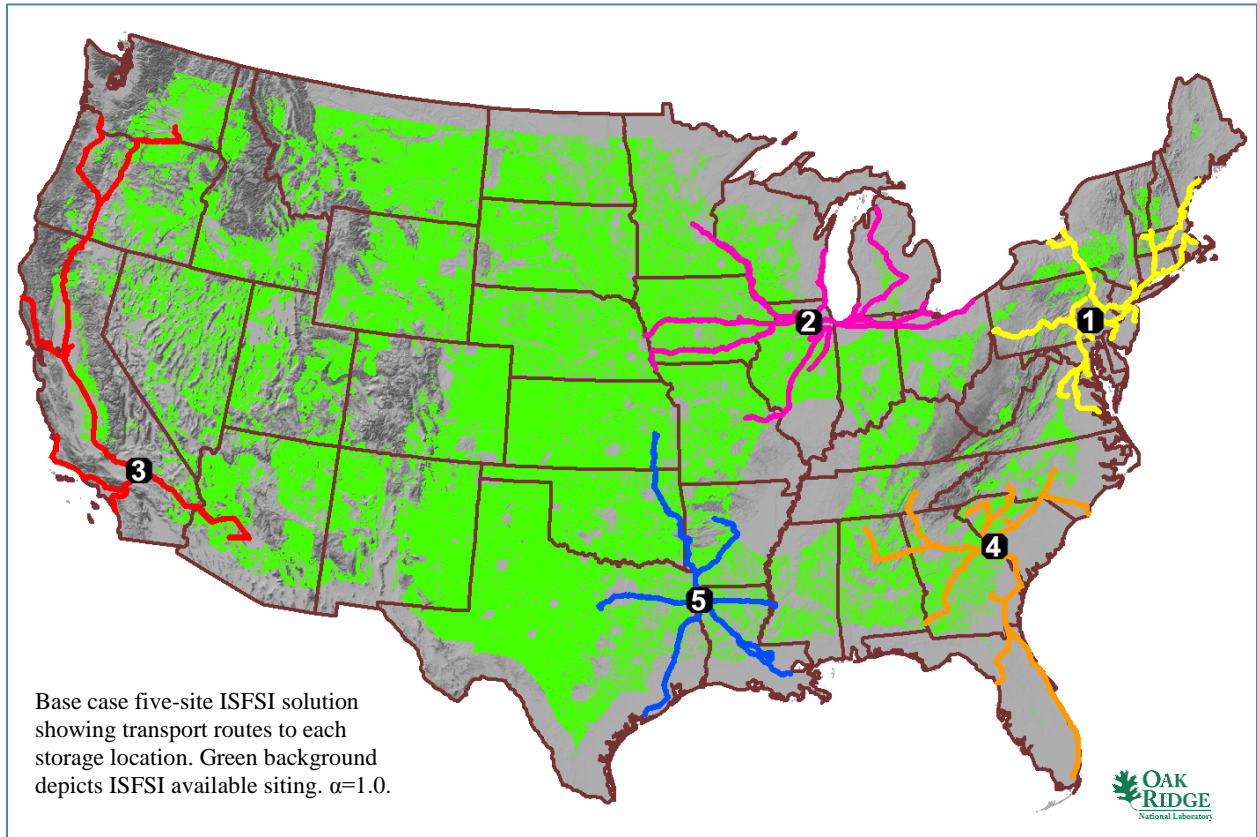 2
1
3
4
5
Base case five-site ISFSI solution
showing transport routes to each
storage location. Green background
depicts ISFSI available siting. α=1.0.
OAK
RIDGE
National Laboratory